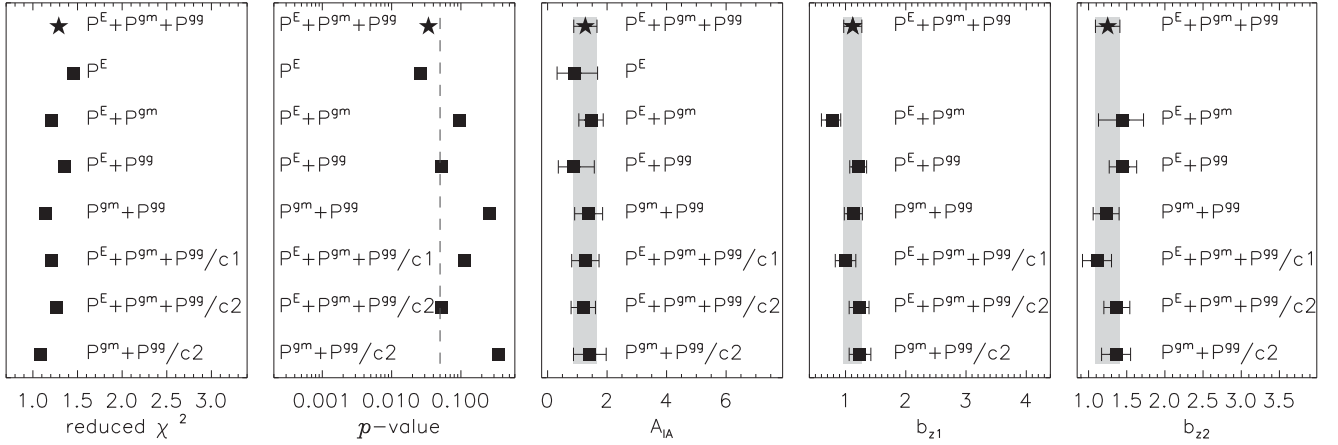 P^E+P^gm+P^gg
P^E
P^E+P^gm
P^E+P^gg
P^gm+P^gg
P^E+P^gm+P^gg/c1
P^E+P^gm+P^gg/c2
P^gm+P^gg/c2
1.0 1.5 2.0 2.5 3.0
reduced χ²
P^E+P^gm+P^gg
P^E
P^E+P^gm
P^E+P^gg
P^gm+P^gg
P^E+P^gm+P^gg/c1
P^E+P^gm+P^gg/c2
P^gm+P^gg/c2
0.001 0.010 0.100
p-value
P^E+P^gm+P^gg
P^E
P^E+P^gm
P^E+P^gg
P^gm+P^gg
P^E+P^gm+P^gg/c1
P^E+P^gm+P^gg/c2
P^gm+P^gg/c2
0 2 4 6
A_IA
P^E+P^gm+P^gg
P^E+P^gm
P^E+P^gg
P^gm+P^gg
P^E+P^gm+P^gg/c1
P^E+P^gm+P^gg/c2
P^gm+P^gg/c2
1 2 3 4
b_z1
P^E+P^gm+P^gg
P^E+P^gm
P^E+P^gg
P^gm+P^gg
P^E+P^gm+P^gg/c1
P^E+P^gm+P^gg/c2
P^gm+P^gg/c2
1.0 1.5 2.0 2.5 3.0 3.5
b_z2